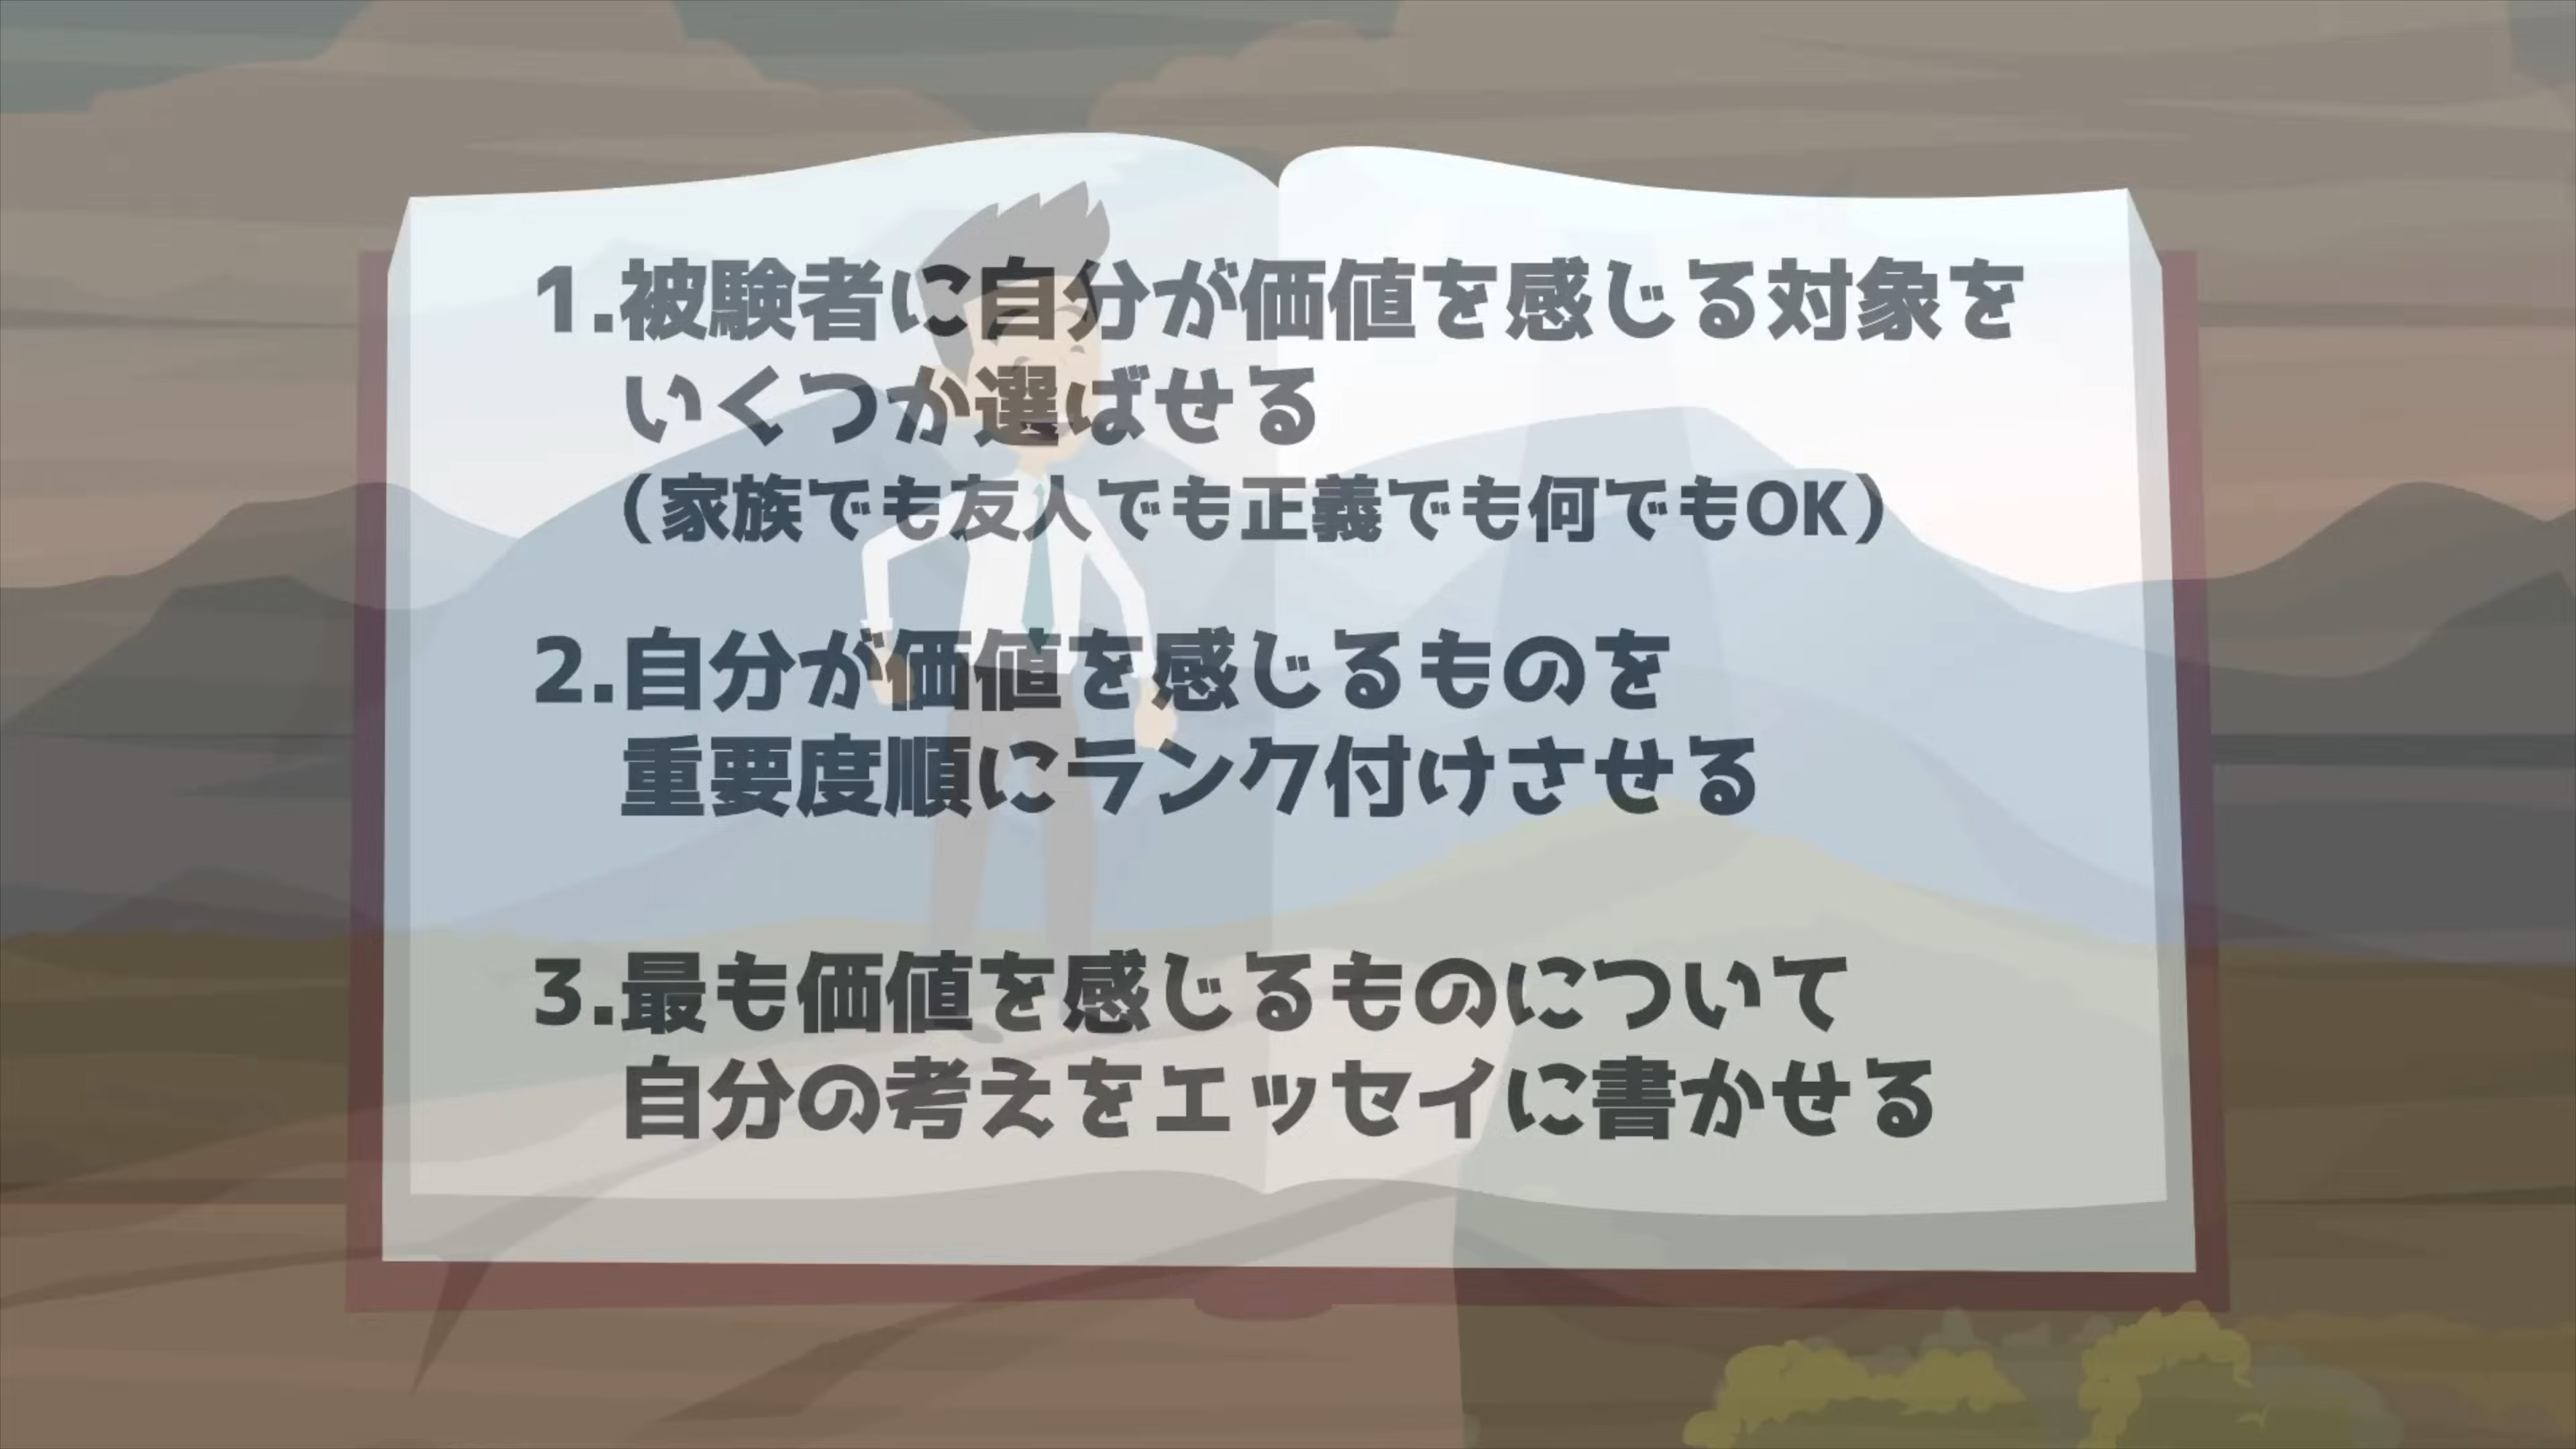 1.被験者に自分が価値を感じる対象を
いくつか選ばせる
（家族でも友人でも正義でも何でもOK）
2.自分が価値を感じるものを
重要度順にランク付けさせる
3.最も価値を感じるものについて
自分の考えをエッセイに書かせる